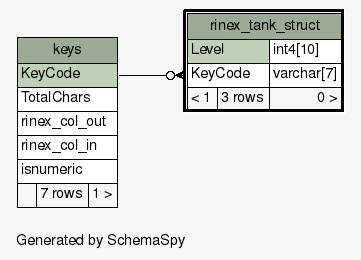 rinex_tank_struct
Level int4[10]
KeyCode varchar[7]
< 1 3 rows 0 >
keys
KeyCode
TotalChars
rinex_col_out
rinex_col_in
isnumeric
7 rows 1 >
Generated by SchemaSpy